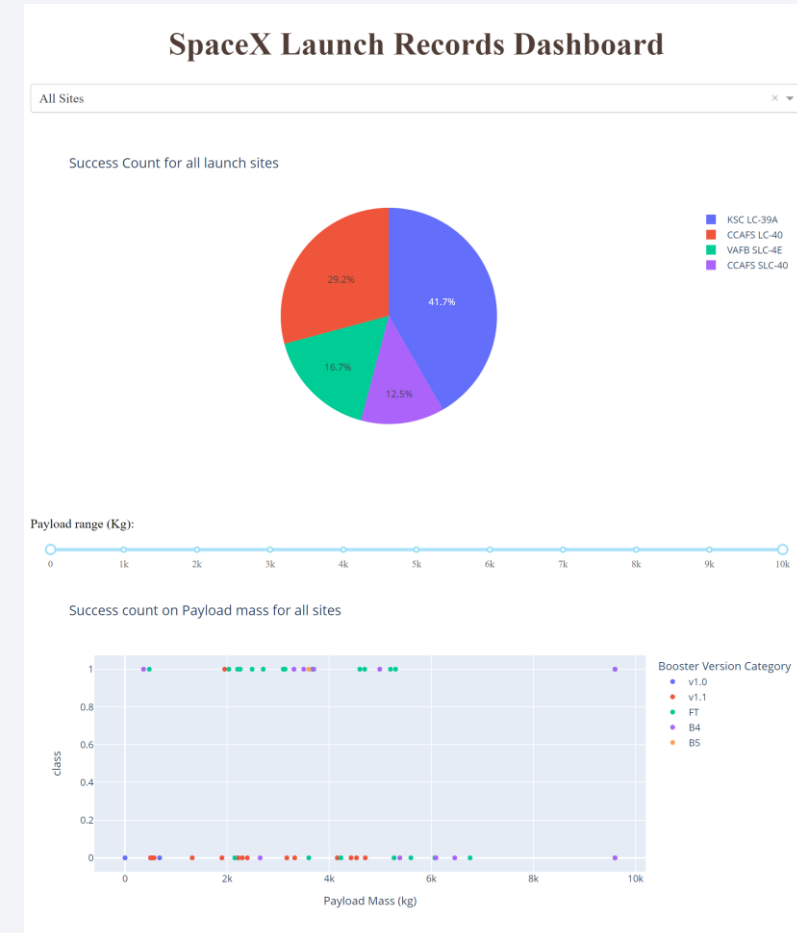 SpaceX Launch Records Dashboard
All Sites
×
Success Count for all launch sites
KSC LC-39A
CCAFS LC-40
VAFB SLC-4E
CCAFS SLC-40
29.2%
41.7%
16.7%
12.5%
Payload range (Kg):
0 1k 2k 3k 4k 5k 6k 7k 8k 9k 10k
Success count on Payload mass for all sites
Booster Version Category
v1.0
v1.1
FT
B4
B5
1
0.8
0.6
0.4
0.2
0
class
0 2k 4k 6k 8k 10k
Payload Mass (kg)